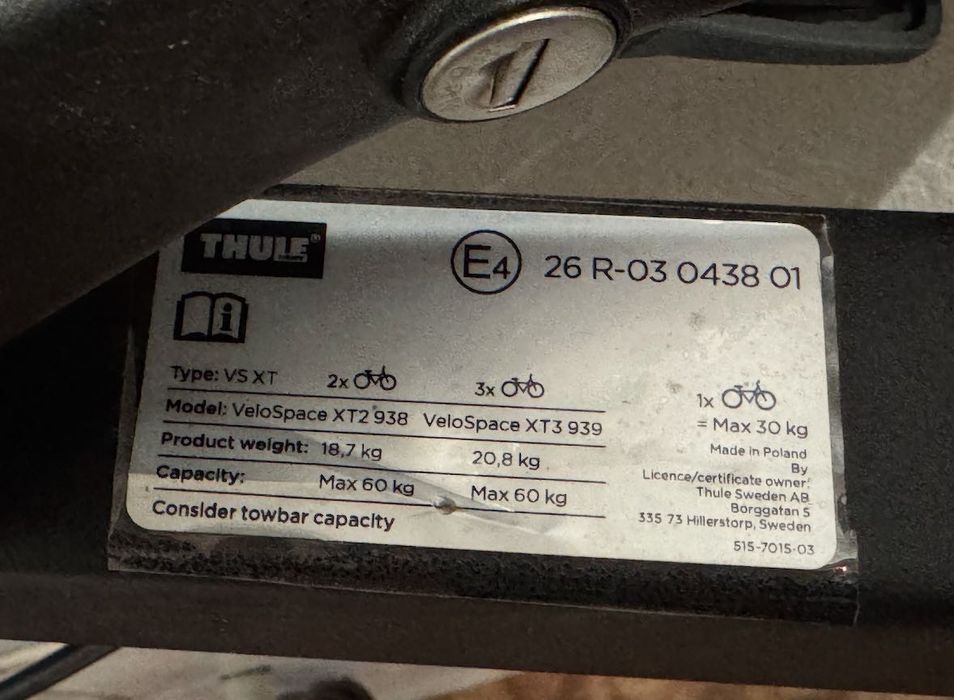 THULE
E4 26 R-03 0438 01
Type: VS XT 2x 3x
Model: VeloSpace XT2 938 VeloSpace XT3 939
Product weight: 18,7 kg 20,8 kg
Capacity: Max 60 kg Max 60 kg
Consider towbar capacity
1x
= Max 30 kg
Made in Poland
By
Licence/certificate owner:
Thule Sweden AB
Borggatan 5
335 73 Hillerstorp, Sweden
515-7015-03